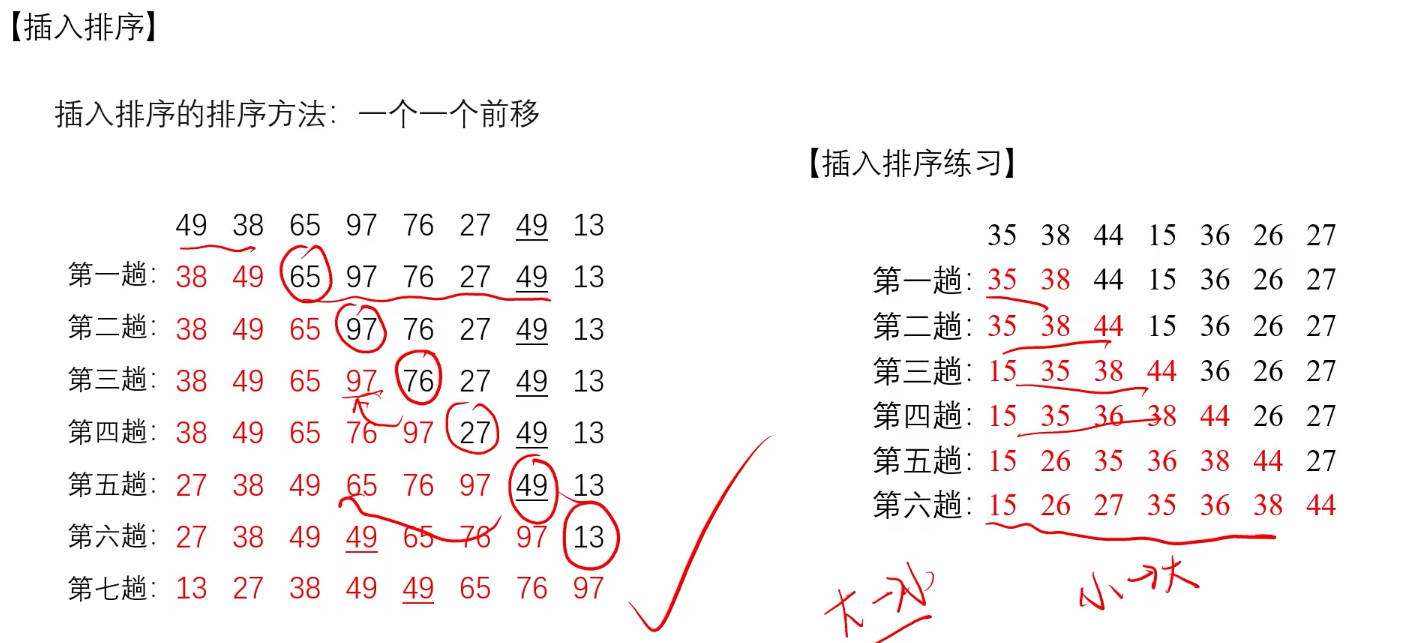 【插入排序】
插入排序的排序方法：一个一个前移
49 38 65 97 76 27 49 13
第一趟：38 49 65 97 76 27 49 13
第二趟：38 49 65 97 76 27 49 13
第三趟：38 49 65 97 76 27 49 13
第四趟：38 49 65 76 97 27 49 13
第五趟：27 38 49 65 76 97 49 13
第六趟：27 38 49 49 65 76 97 13
第七趟：13 27 38 49 49 65 76 97
【插入排序练习】
35 38 44 15 36 26 27
第一趟：35 38 44 15 36 26 27
第二趟：35 38 44 15 36 26 27
第三趟：15 35 38 44 36 26 27
第四趟：15 35 36 38 44 26 27
第五趟：15 26 35 36 38 44 27
第六趟：15 26 27 35 36 38 44
大→小
小→大